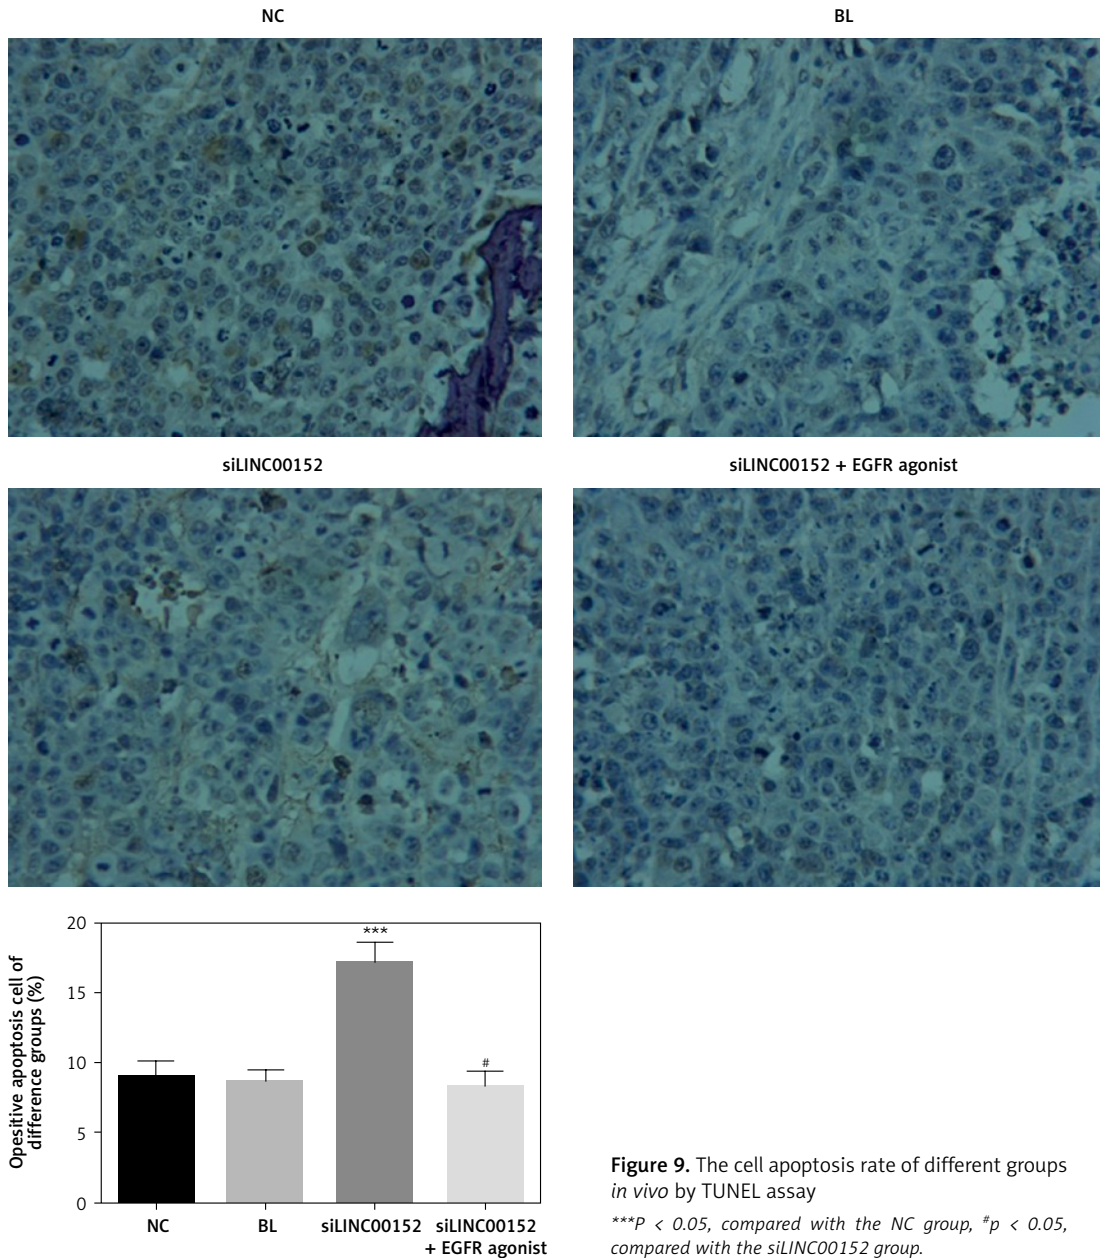 NC
BL
siLINC00152
siLINC00152 + EGFR agonist
20
15
10
5
0
Opesitive apoptosis cell of
difference groups (%)
***
#
NC
BL
siLINC00152
siLINC00152
+ EGFR agonist
Figure 9. The cell apoptosis rate of different groups
in vivo by TUNEL assay
***P < 0.05, compared with the NC group, #p < 0.05,
compared with the siLINC00152 group.